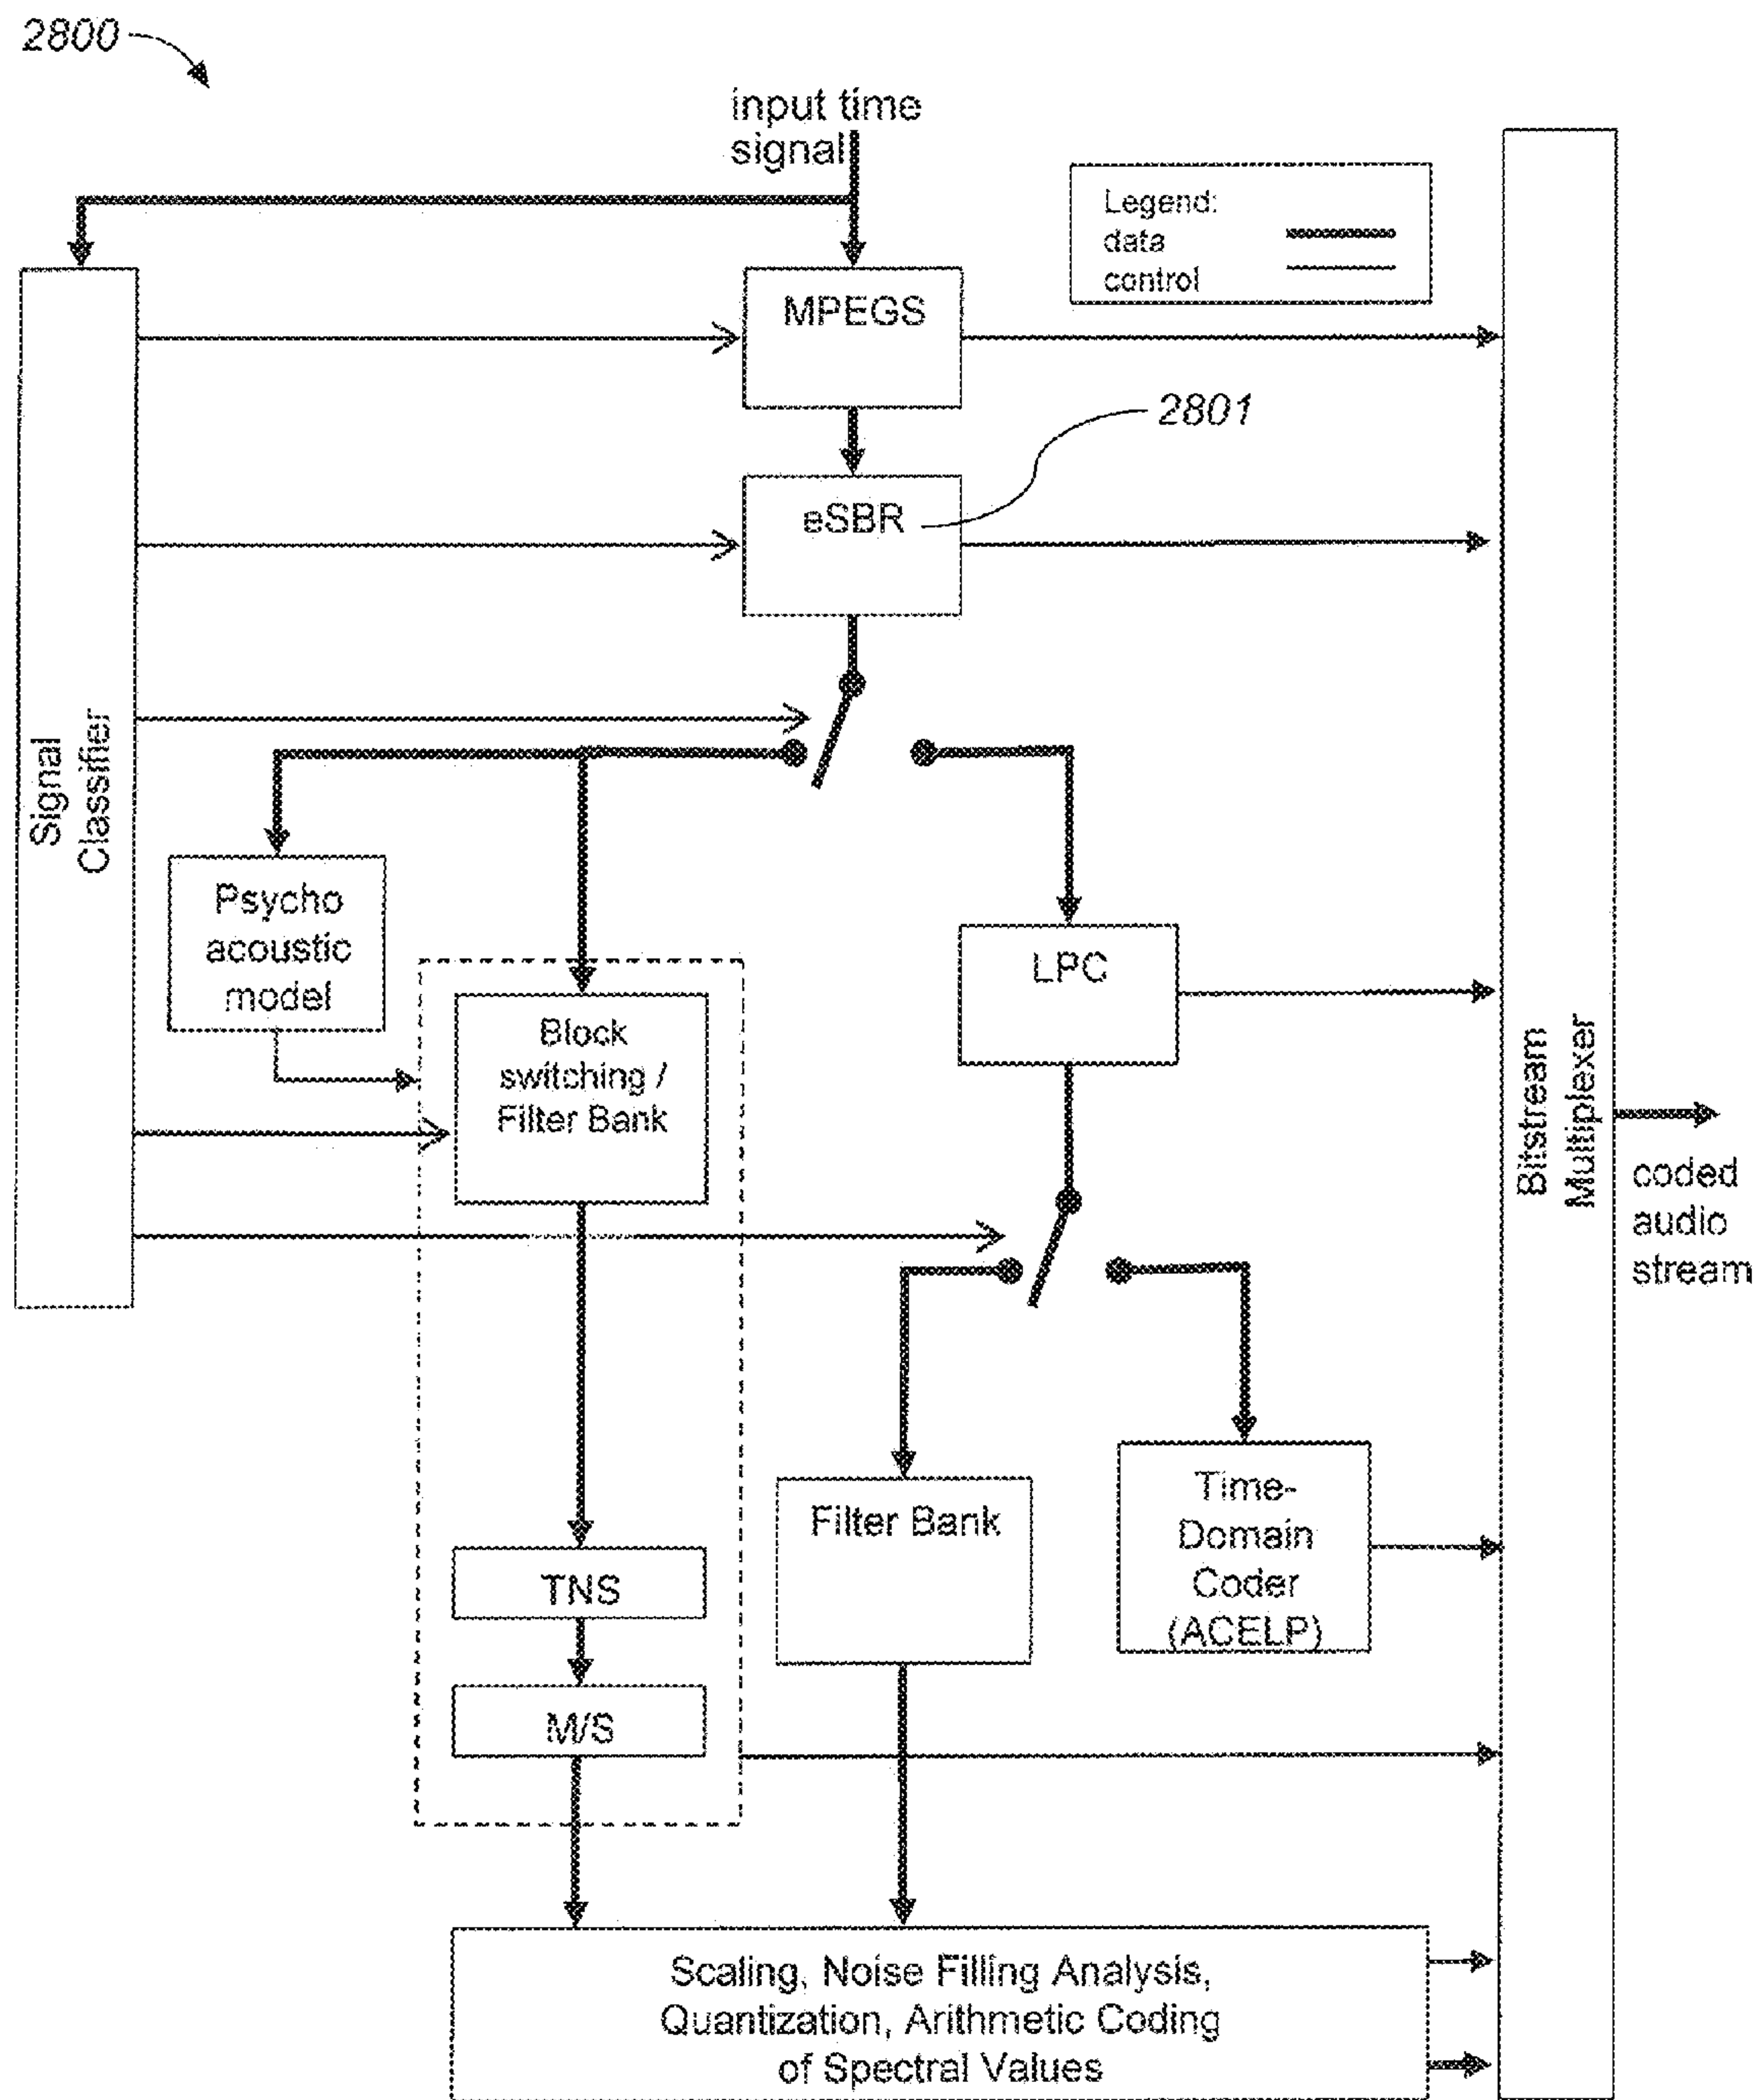 2800
input time
signal
Legend:
data
control
MPEGS
2801
eSBR
Signal
Classifier
Psycho
acoustic
model
Block
switching /
Filter Bank
LPC
Bitstream
Multiplexer
coded
audio
stream
TNS
M/S
Filter Bank
Time-
Domain
Coder
(ACELP)
Scaling, Noise Filling Analysis,
Quantization, Arithmetic Coding
of Spectral Values